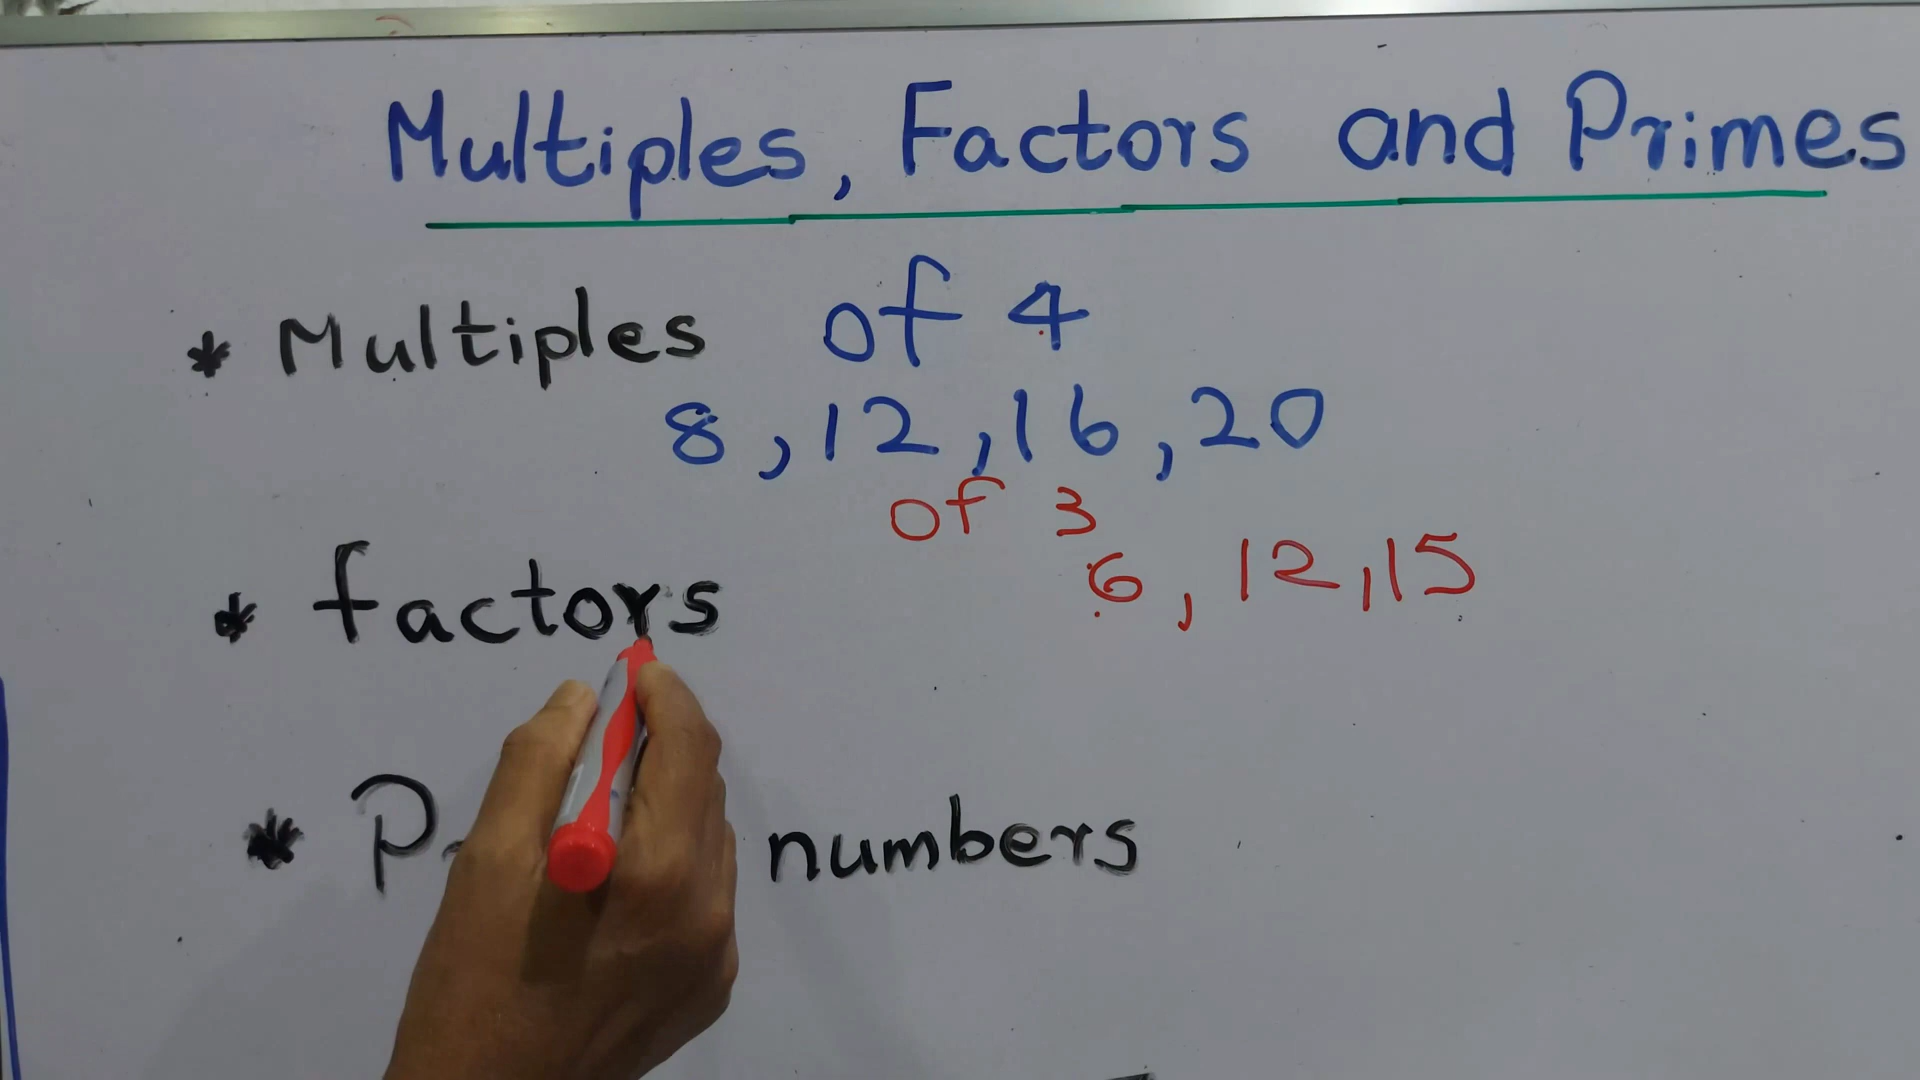 Multiples, Factors and Primes
* Multiples of 4
8, 12, 16, 20
of 3
6, 12, 15
* factors
* numbers